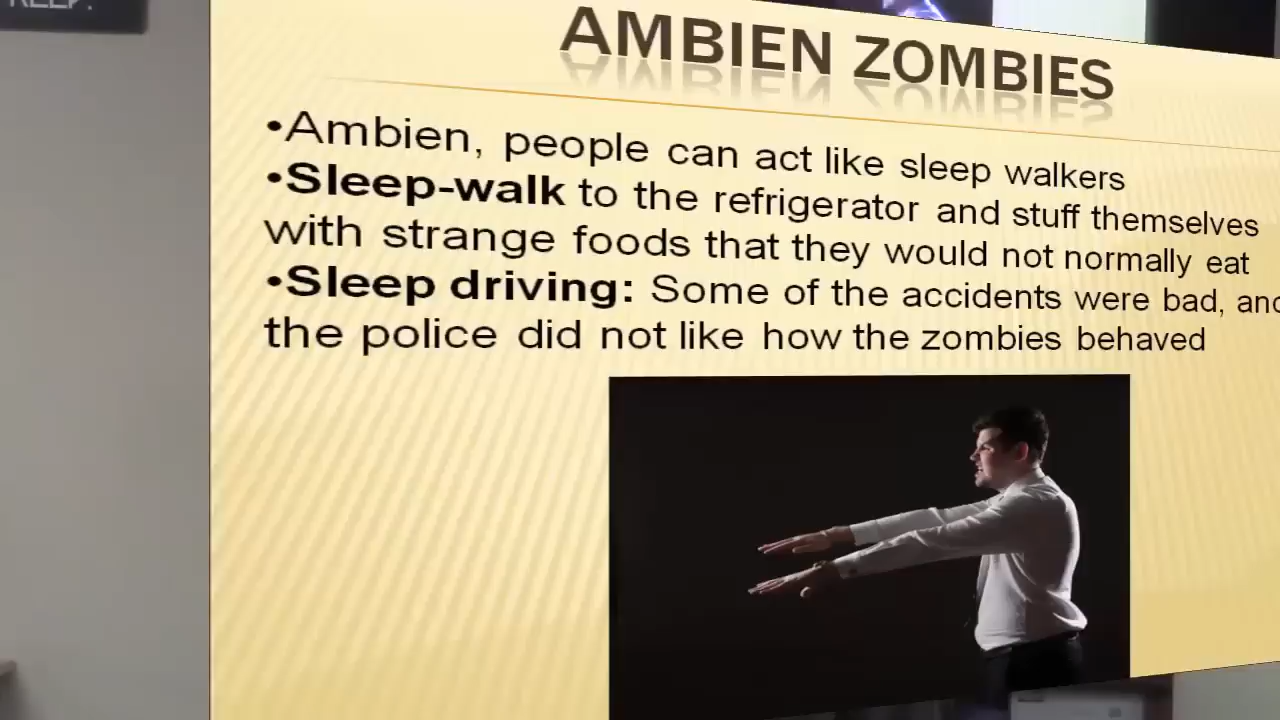 AMBIEN ZOMBIES
•Ambien, people can act like sleep walkers
•Sleep-walk to the refrigerator and stuff themselves
with strange foods that they would not normally eat
•Sleep driving: Some of the accidents were bad, and
the police did not like how the zombies behaved